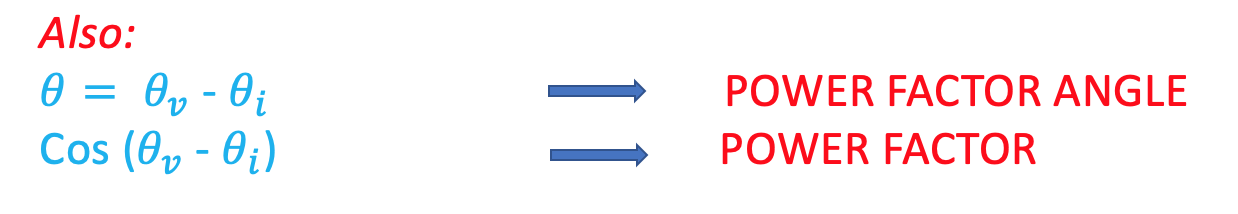 Also:
θ = θᵥ - θᵢ POWER FACTOR ANGLE
Cos (θᵥ - θᵢ) POWER FACTOR